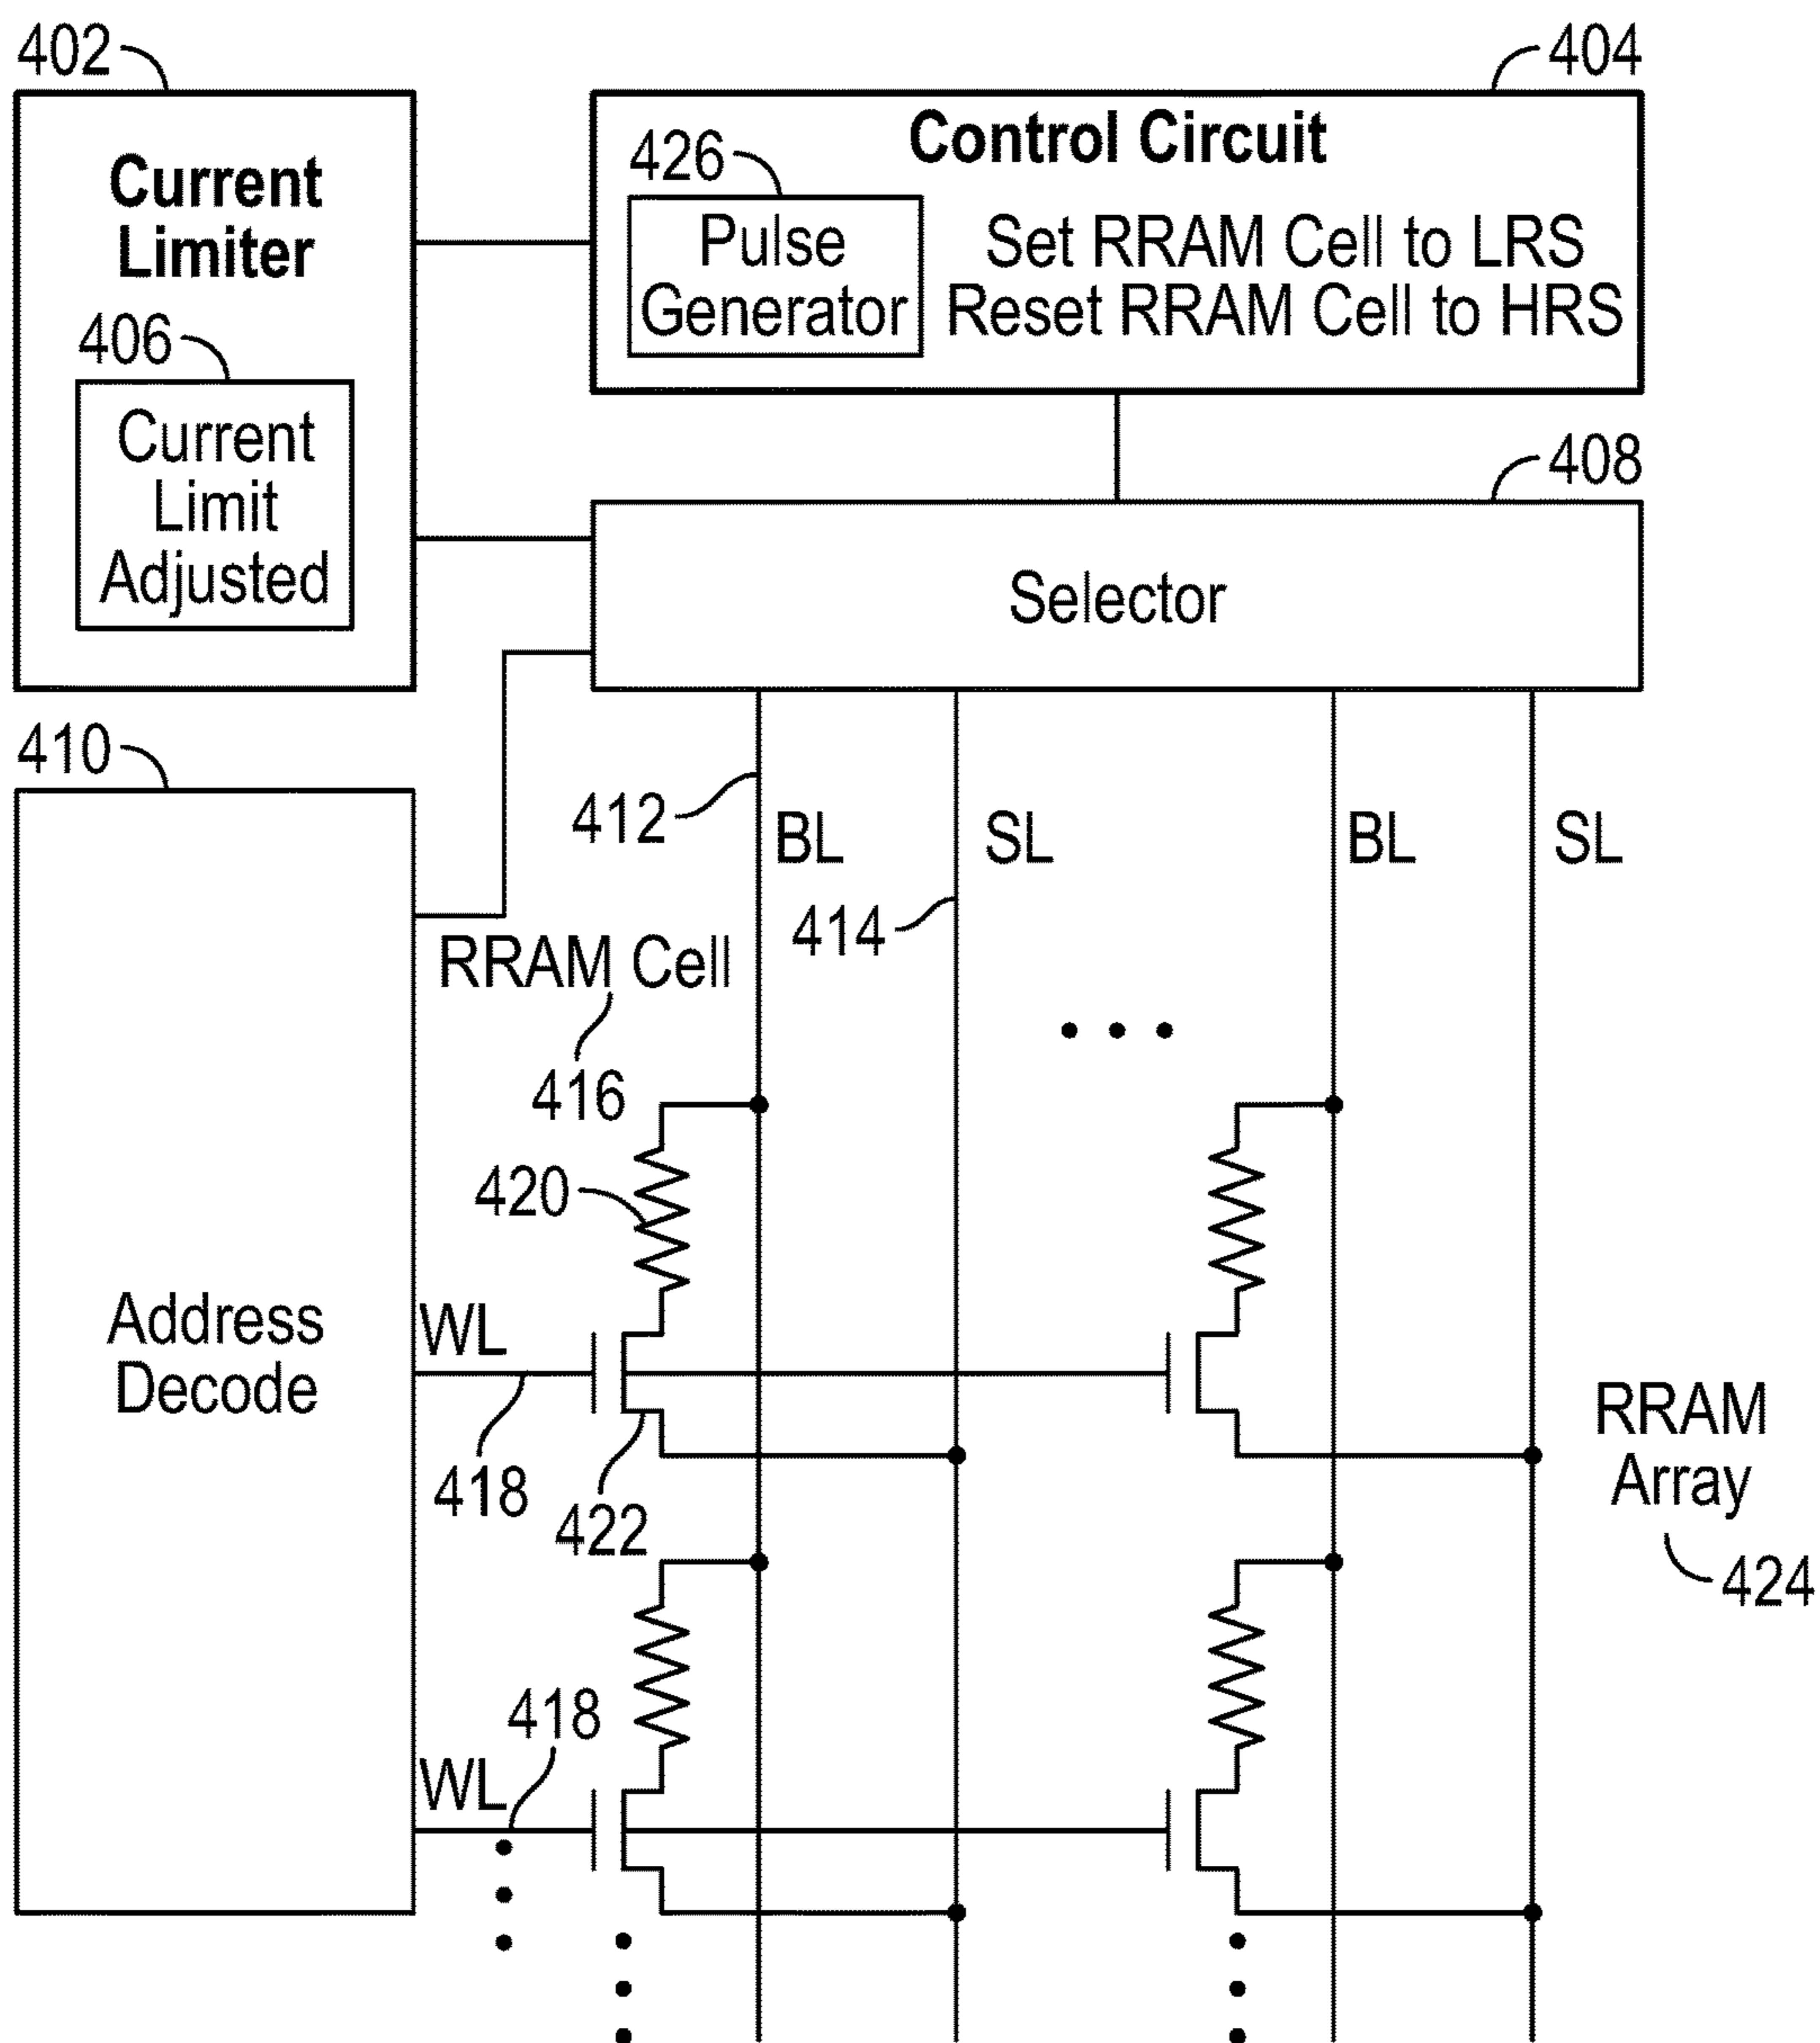 402
404
Control Circuit
426
Current
Limiter
Pulse
Generator
Set RRAM Cell to LRS
Reset RRAM Cell to HRS
406
Current
Limit
Adjusted
408
Selector
410
412
BL
SL
BL
SL
414
RRAM Cell
416
420
Address
Decode
WL
418
422
RRAM
Array
424
418
WL